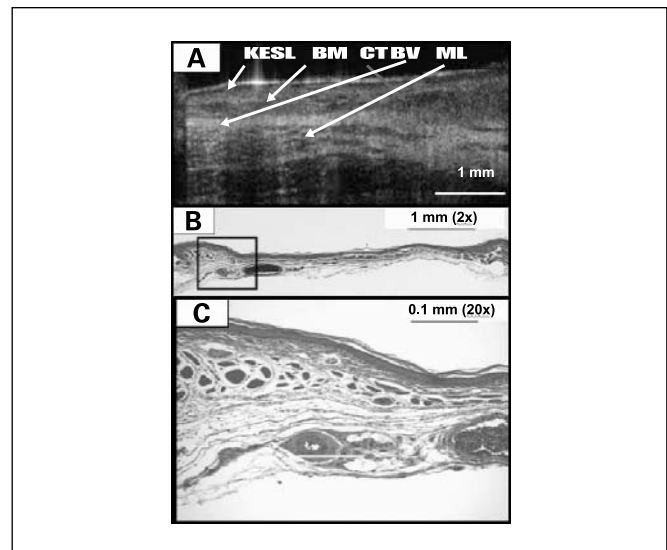 A
KESL BM CT BV ML
1 mm
B
1 mm (2x)
C
0.1 mm (20x)